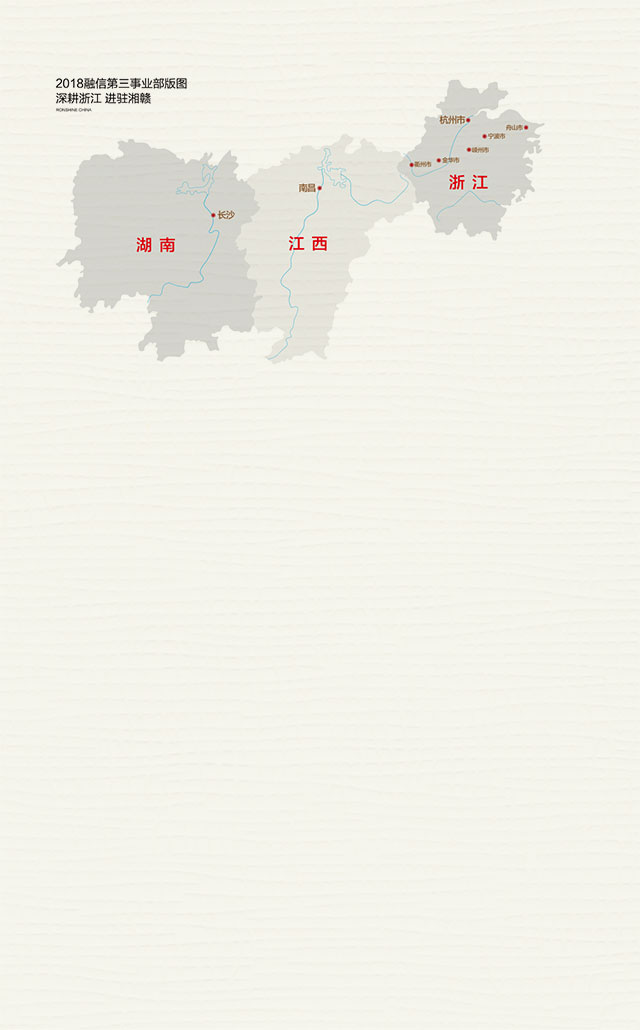 2018融信第三事业部版图
深耕浙江 进驻湘赣
RONSHINE CHINA
杭州市
舟山市
宁波市
嵊州市
金华市
衢州市
浙 江
南昌
长沙
江 西
湖 南